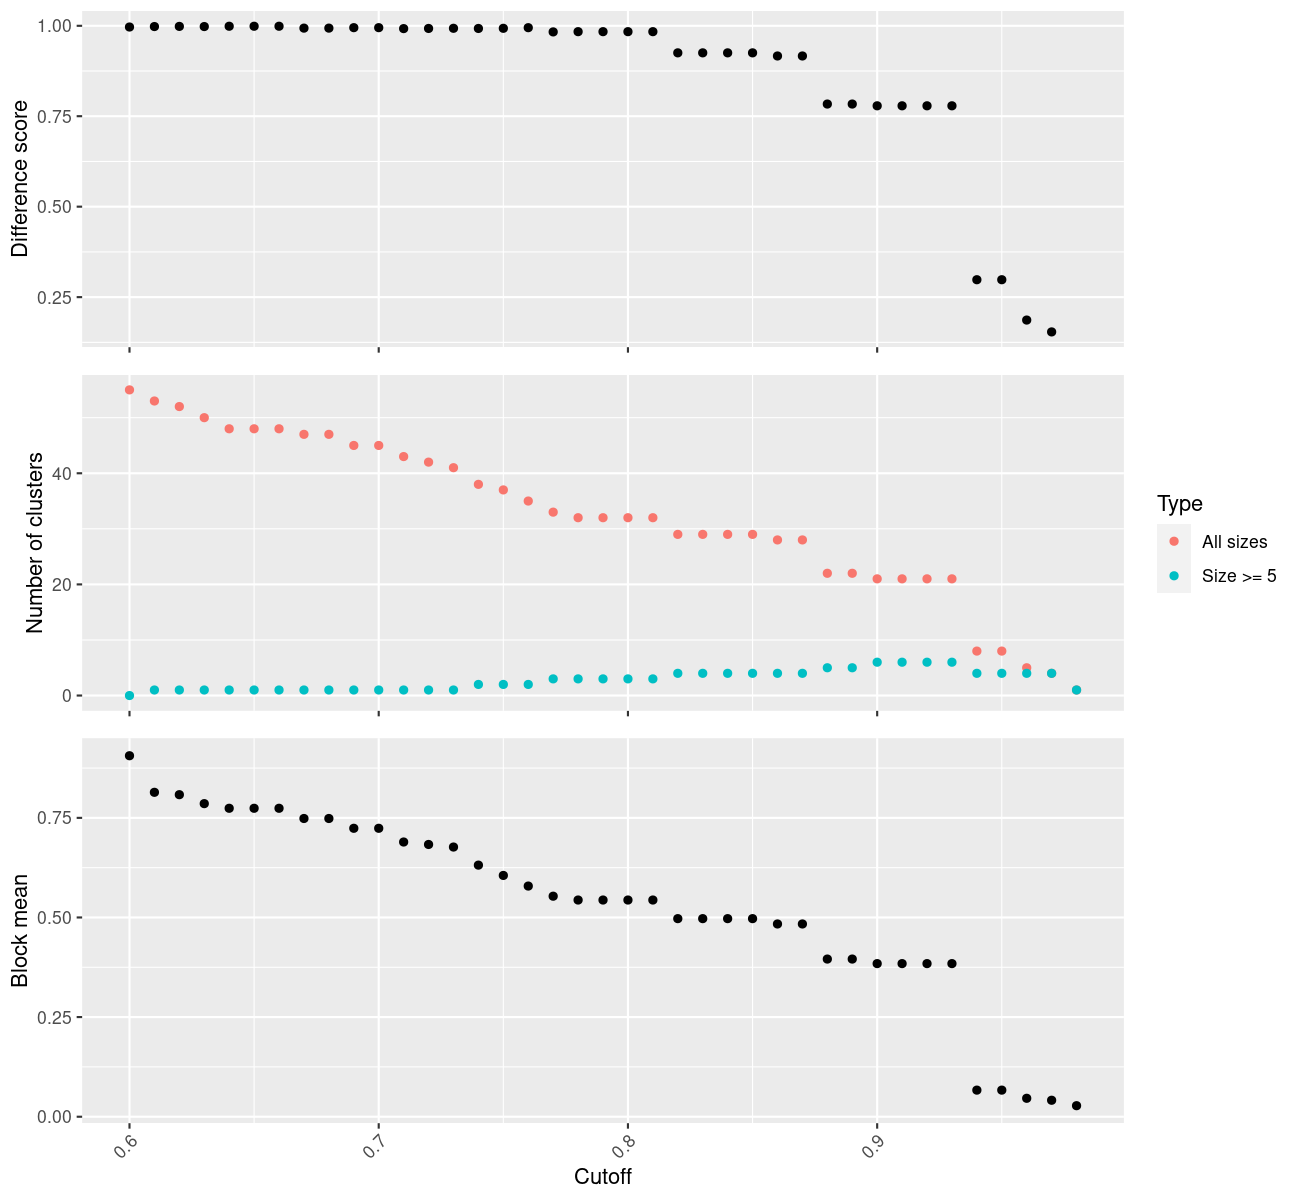 1.00
0.75
0.50
0.25
Difference score
40
20
0
Number of clusters
Type
All sizes
Size >= 5
0.75
0.50
0.25
0.00
Block mean
0.6
0.7
0.8
0.9
Cutoff